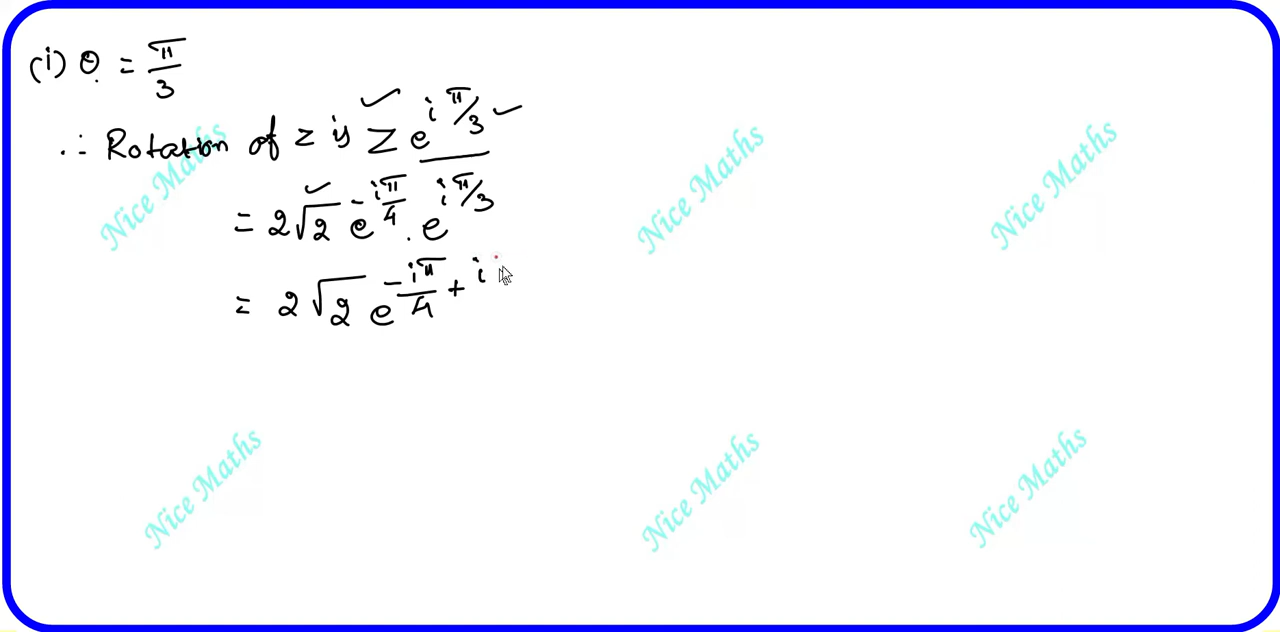 (i) θ = π/3
∴ Rotation of z is z e^{iπ/3}
= 2√2 e^{-iπ/4} . e^{iπ/3}
= 2√2 e^{-iπ/4 + i
Nice Maths
Nice Maths
Nice Maths
Nice Maths
Nice Maths
Nice Maths